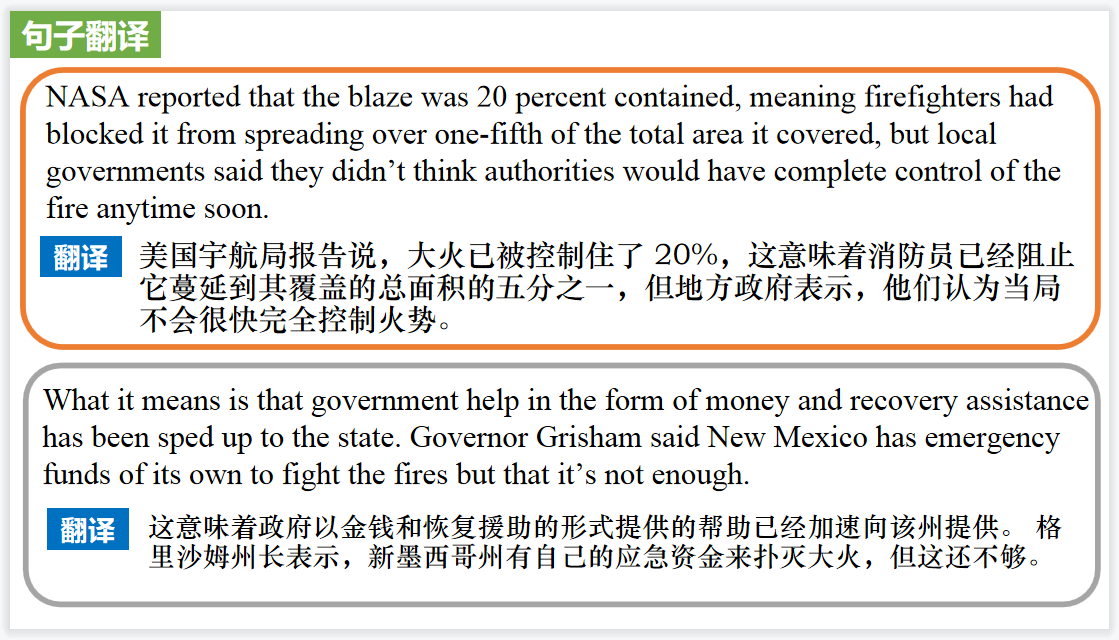 句子翻译
NASA reported that the blaze was 20 percent contained, meaning firefighters had
blocked it from spreading over one-fifth of the total area it covered, but local
governments said they didn’t think authorities would have complete control of the
fire anytime soon.
翻译
美国宇航局报告说，大火已被控制住了 20%，这意味着消防员已经阻止
它蔓延到其覆盖的总面积的五分之一，但地方政府表示，他们认为当局
不会很快完全控制火势。
What it means is that government help in the form of money and recovery assistance
has been sped up to the state. Governor Grisham said New Mexico has emergency
funds of its own to fight the fires but that it’s not enough.
翻译
这意味着政府以金钱和恢复援助的形式提供的帮助已经加速向该州提供。 格
里沙姆州长表示，新墨西哥州有自己的应急资金来扑灭大火，但这还不够。